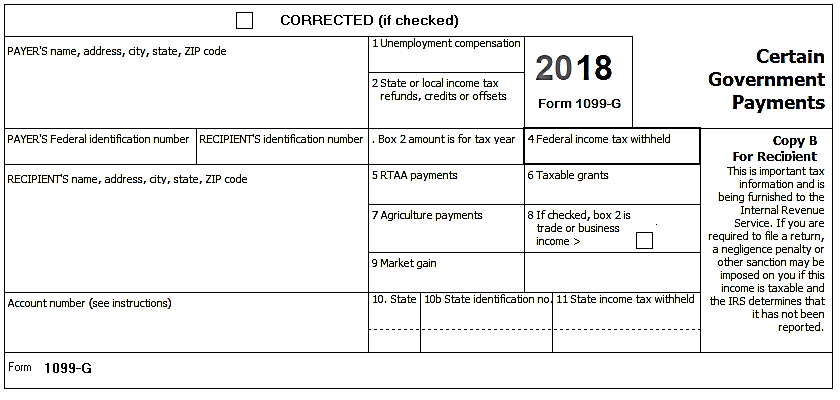 CORRECTED (if checked)
PAYER'S name, address, city, state, ZIP code
1 Unemployment compensation
2 State or local income tax
refunds, credits or offsets
2018
Form 1099-G
Certain
Government
Payments
PAYER'S Federal identification number
RECIPIENT'S identification number
. Box 2 amount is for tax year
4 Federal income tax withheld
Copy B
For Recipient
This is important tax
information and is
being furnished to the
Internal Revenue
Service. If you are
required to file a return,
a negligence penalty or
other sanction may be
imposed on you if this
income is taxable and
the IRS determines that
it has not been
reported.
RECIPIENT'S name, address, city, state, ZIP code
5 RTAA payments
6 Taxable grants
7 Agriculture payments
8 If checked, box 2 is
trade or business
income >
9 Market gain
Account number (see instructions)
10. State
10b State identification no.
11 State income tax withheld
Form 1099-G